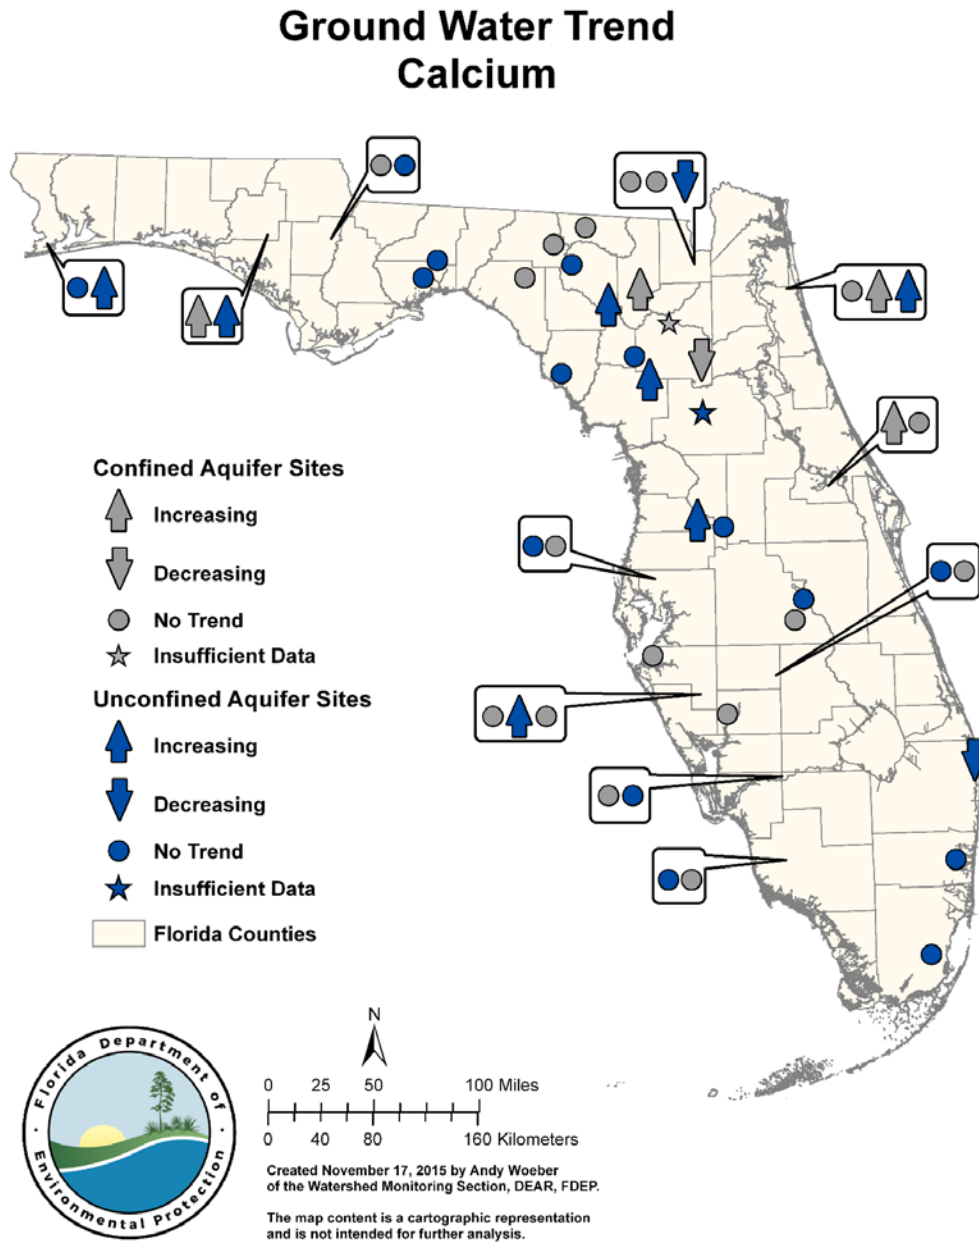 Ground Water Trend
Calcium
Confined Aquifer Sites
Increasing
Decreasing
No Trend
Insufficient Data
Unconfined Aquifer Sites
Increasing
Decreasing
No Trend
Insufficient Data
Florida Counties
Florida Department of
Environmental Protection
N
0 25 50 100 Miles
0 40 80 160 Kilometers
Created November 17, 2015 by Andy Woeber
of the Watershed Monitoring Section, DEAR, FDEP.
The map content is a cartographic representation
and is not intended for further analysis.